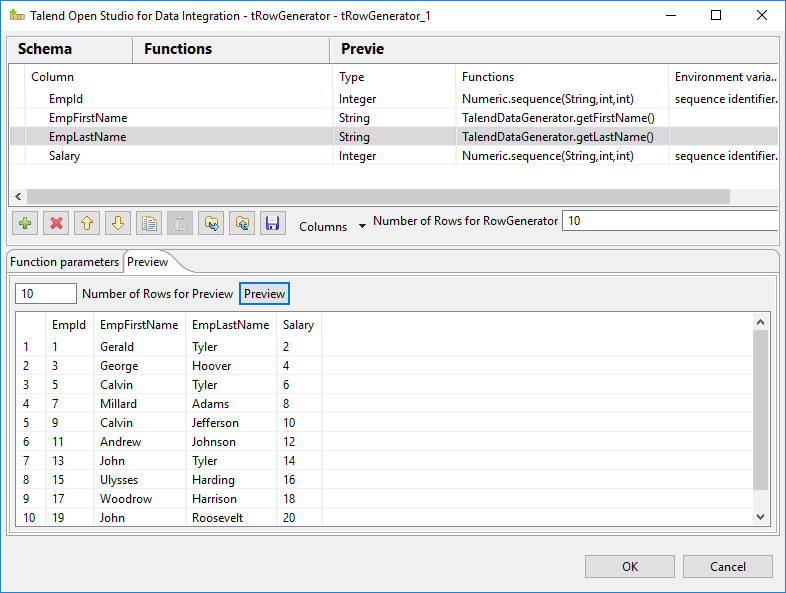 Talend Open Studio for Data Integration - tRowGenerator - tRowGenerator_1
Schema Functions Previe
Column Type Functions Environment varia..
EmpId Integer Numeric.sequence(String,int,int) sequence identifier.
EmpFirstName String TalendDataGenerator.getFirstName()
EmpLastName String TalendDataGenerator.getLastName()
Salary Integer Numeric.sequence(String,int,int) sequence identifier.
Columns Number of Rows for RowGenerator 10
Function parameters Preview
10 Number of Rows for Preview Preview
EmpId EmpFirstName EmpLastName Salary
1 1 Gerald Tyler 2
2 3 George Hoover 4
3 5 Calvin Tyler 6
4 7 Millard Adams 8
5 9 Calvin Jefferson 10
6 11 Andrew Johnson 12
7 13 John Tyler 14
8 15 Ulysses Harding 16
9 17 Woodrow Harrison 18
10 19 John Roosevelt 20
OK Cancel